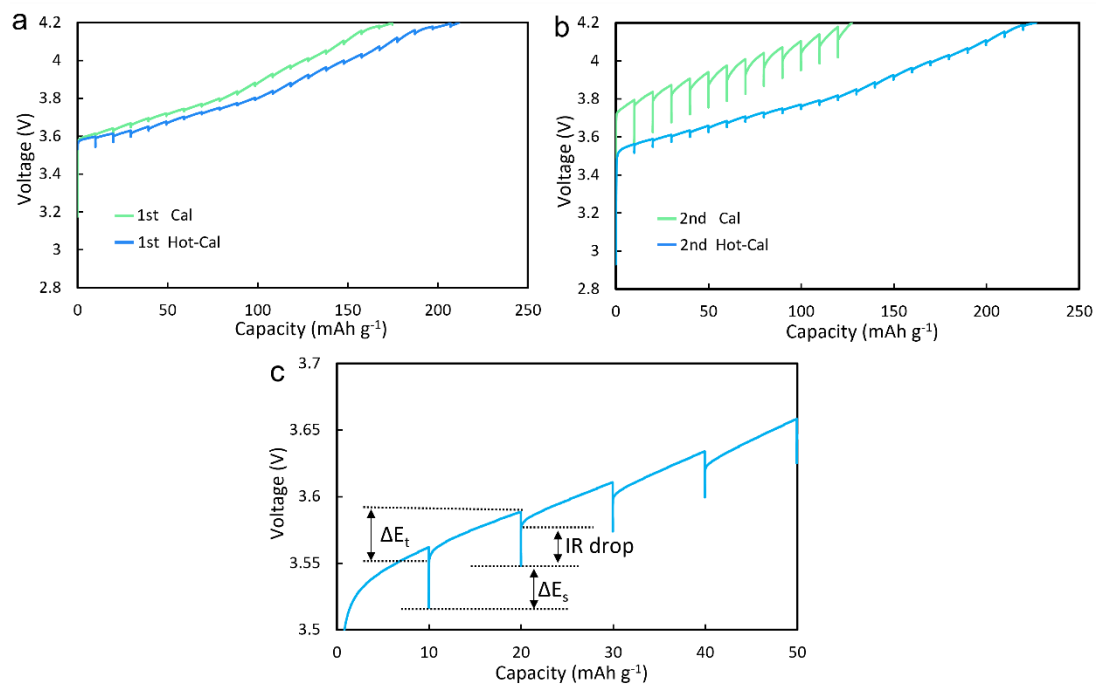 a
Voltage (V)
4.2
4
3.8
3.6
3.4
3.2
3
2.8
1st Cal
1st Hot-Cal
0 50 100 150 200 250
Capacity (mAh g⁻¹)
b
Voltage (V)
4.2
4
3.8
3.6
3.4
3.2
3
2.8
2nd Cal
2nd Hot-Cal
0 50 100 150 200 250
Capacity (mAh g⁻¹)
c
Voltage (V)
3.7
3.65
3.6
3.55
3.5
ΔEₜ
IR drop
ΔEₛ
0 10 20 30 40 50
Capacity (mAh g⁻¹)